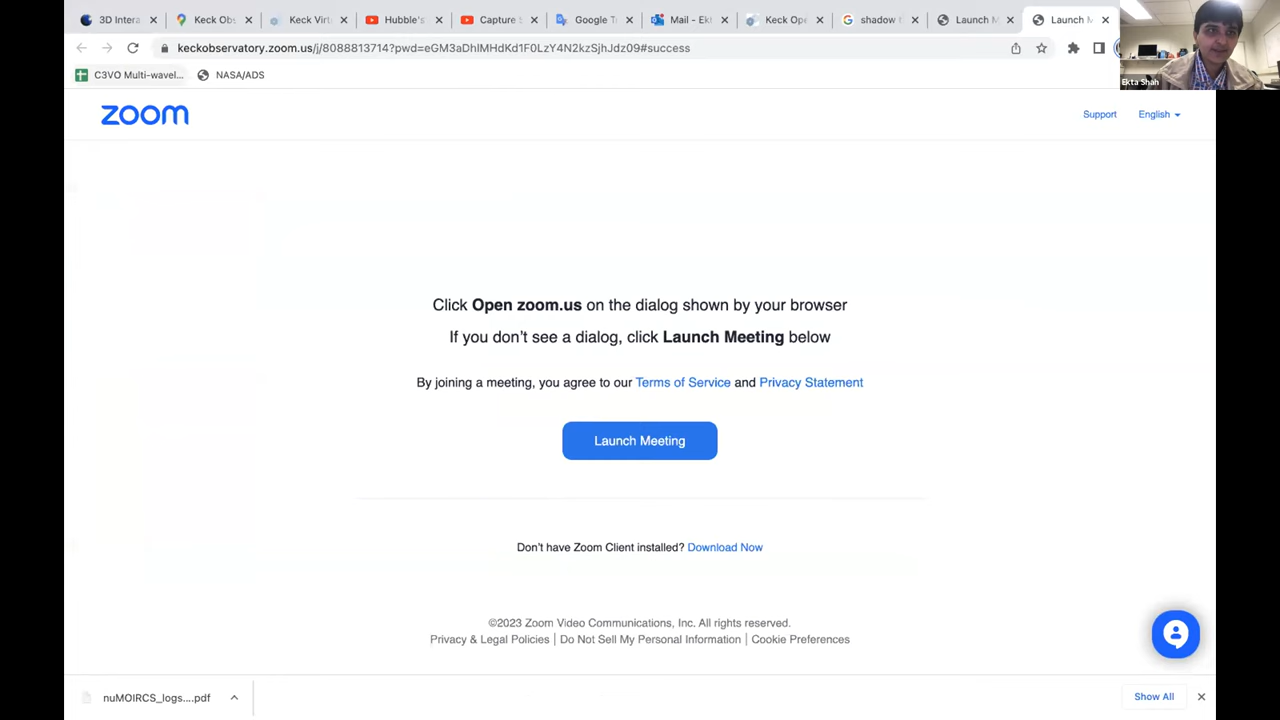 3D Intera
Keck Obs
Keck Virt
Hubble's
Capture
Google T
Mail - Ekt
Keck Ope
shadow t
Launch M
Launch M
keckobservatory.zoom.us/j/8088813714?pwd=eGM3aDhIMHdKd1F0LzY4N2kzSjhJdz09#success
C3VO Multi-wavel...
NASA/ADS
Ekta Shah
zoom
Support
English
Click Open zoom.us on the dialog shown by your browser
If you don't see a dialog, click Launch Meeting below
By joining a meeting, you agree to our Terms of Service and Privacy Statement
Launch Meeting
Don't have Zoom Client installed? Download Now
©2023 Zoom Video Communications, Inc. All rights reserved.
Privacy & Legal Policies | Do Not Sell My Personal Information | Cookie Preferences
nuMOIRCS_logs....pdf
Show All